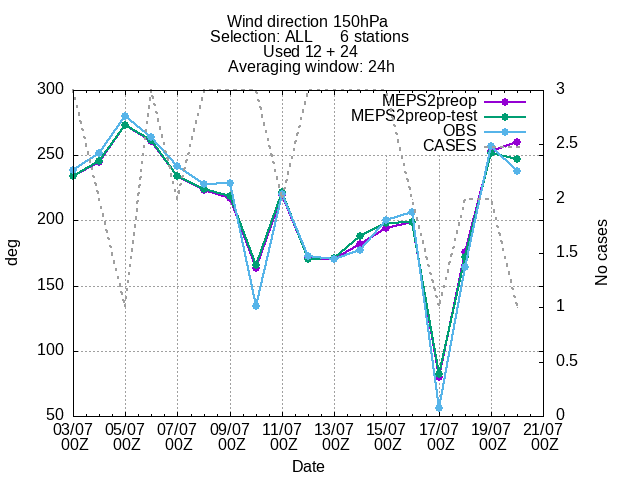 Wind direction 150hPa
Selection: ALL      6 stations
Used 12 + 24
Averaging window: 24h
MEPS2preop
MEPS2preop-test
OBS
CASES
300
250
200
150
100
50
deg
3
2.5
2
1.5
1
0.5
0
No cases
03/07 05/07 07/07 09/07 11/07 13/07 15/07 17/07 19/07 21/07
00Z 00Z 00Z 00Z 00Z 00Z 00Z 00Z 00Z 00Z
Date